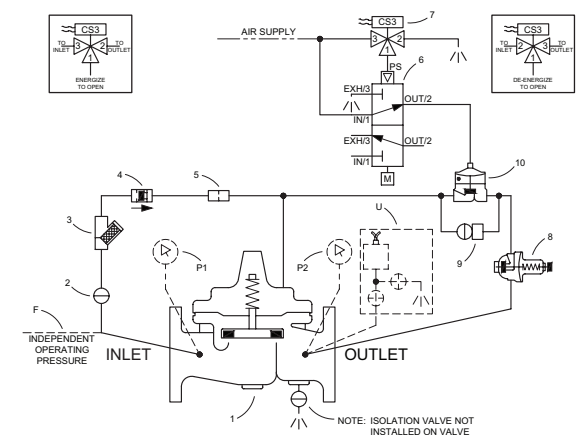 CS3
TO INLET
3
2
TO OUTLET
1
ENERGIZE
TO OPEN
AIR SUPPLY
CS3
3
2
1
7
PS
6
EXH/3
OUT/2
IN/1
EXH/3
OUT/2
IN/1
M
CS3
TO INLET
2
3
TO OUTLET
1
DE-ENERGIZE
TO OPEN
10
4
5
3
U
9
8
2
P1
P2
F
INDEPENDENT
OPERATING
PRESSURE
INLET
OUTLET
1
NOTE: ISOLATION VALVE NOT
INSTALLED ON VALVE